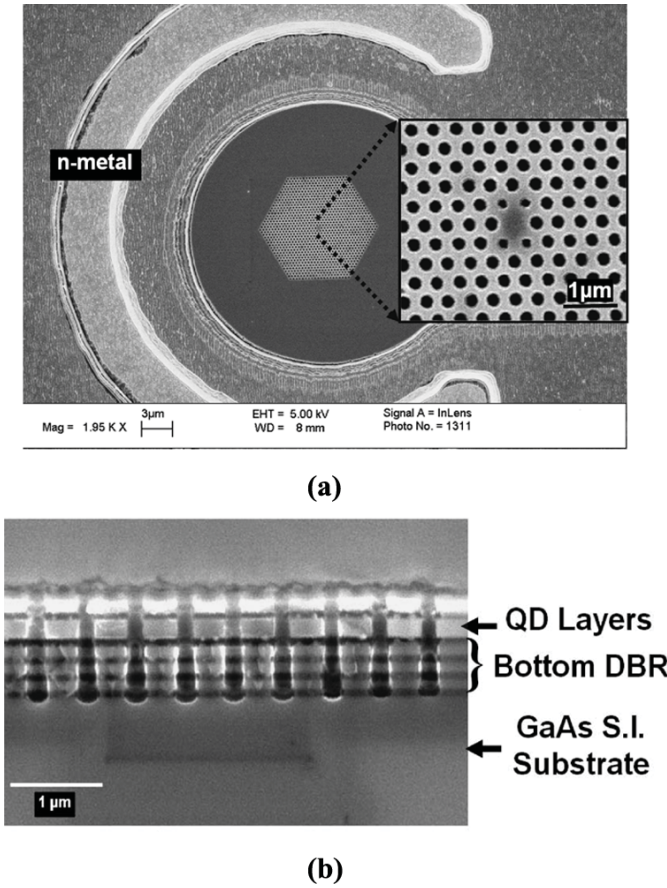 n-metal
1µm
3µm
Mag = 1.95 K X
EHT = 5.00 kV
WD = 8 mm
Signal A = InLens
Photo No. = 1311
(a)
QD Layers
Bottom DBR
GaAs S.I.
Substrate
1 µm
(b)